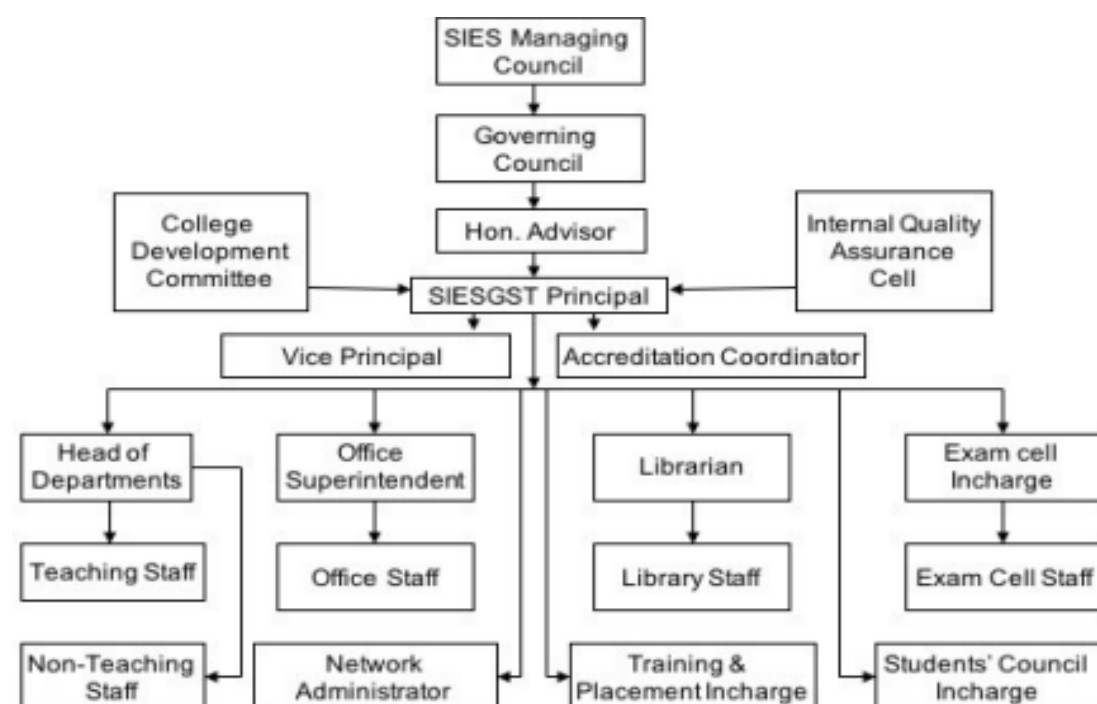 SIES Managing
Council
Governing
Council
College
Development
Committee
Hon. Advisor
Internal Quality
Assurance
Cell
SIESGST Principal
Vice Principal
Accreditation Coordinator
Head of
Departments
Office
Superintendent
Librarian
Exam cell
Incharge
Teaching Staff
Office Staff
Library Staff
Exam Cell Staff
Non-Teaching
Staff
Network
Administrator
Training &
Placement Incharge
Students' Council
Incharge